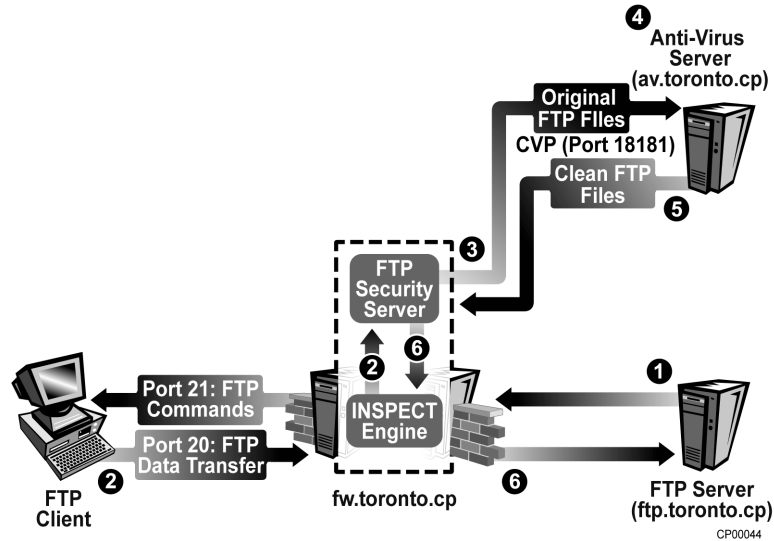 4
Anti-Virus
Server
(av.toronto.cp)
Original
FTP FIles
CVP (Port 18181)
Clean FTP
Files
5
3
FTP
Security
Server
2
6
INSPECT
Engine
Port 21: FTP
Commands
Port 20: FTP
Data Transfer
2
FTP
Client
fw.toronto.cp
1
6
FTP Server
(ftp.toronto.cp)
CP00044